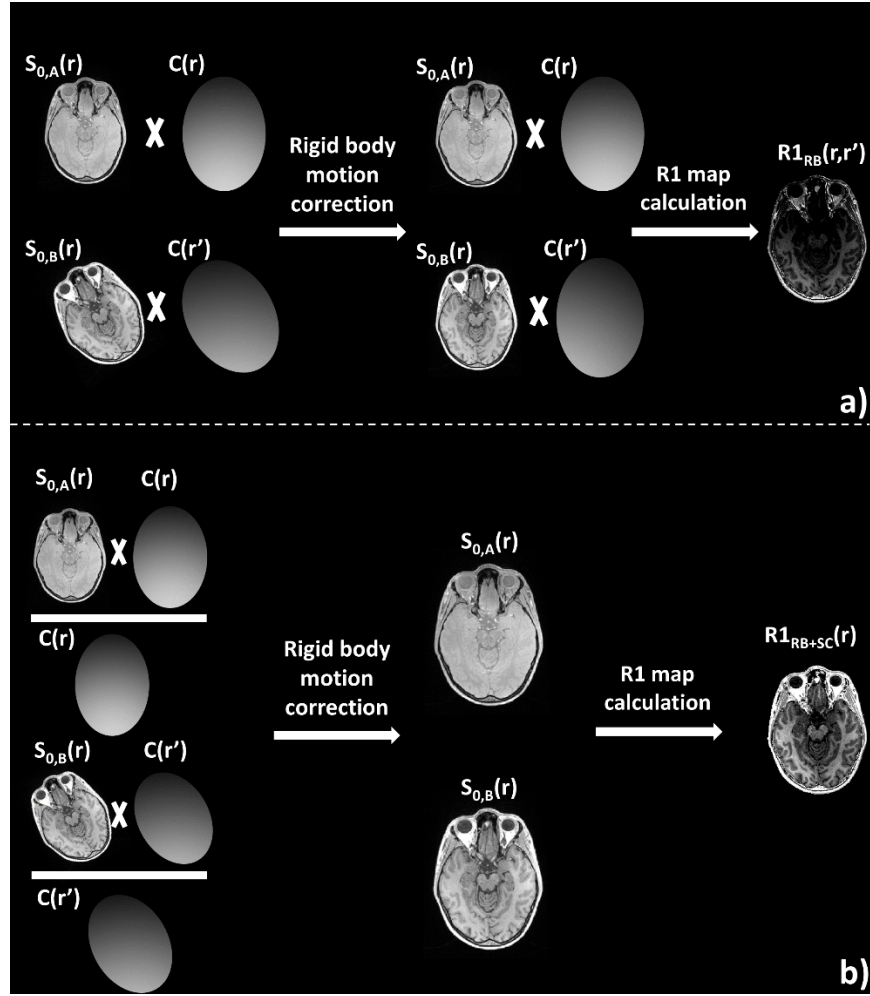 S0,A(r) C(r)
X
S0,B(r) C(r')
X
Rigid body
motion
correction
S0,A(r) C(r)
X
S0,B(r) C(r')
X
R1 map
calculation
R1RB(r,r')
a)
S0,A(r) C(r)
X
C(r)
S0,B(r) C(r')
X
C(r')
Rigid body
motion
correction
S0,A(r)
S0,B(r)
R1 map
calculation
R1RB+SC(r)
b)